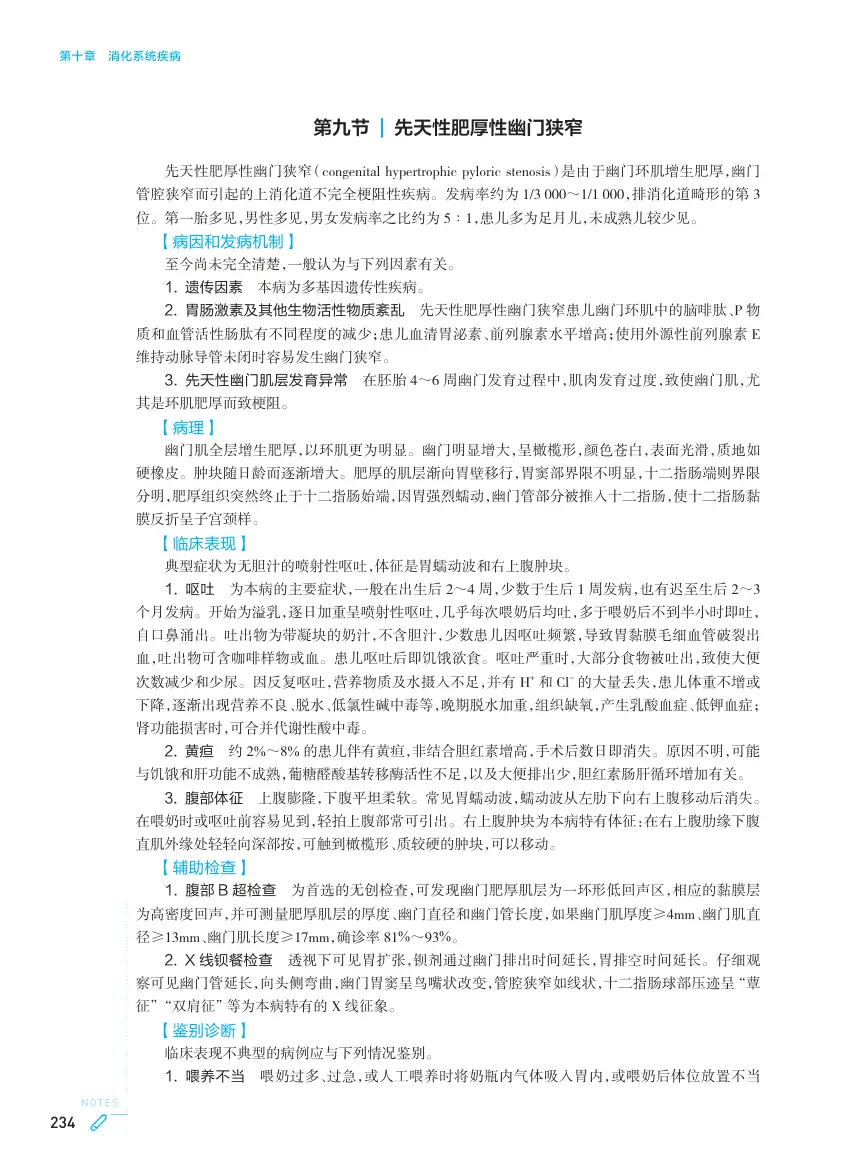 第十章 消化系统疾病
第九节 | 先天性肥厚性幽门狭窄
先天性肥厚性幽门狭窄（congenital hypertrophic pyloric stenosis）是由于幽门环肌增生肥厚，幽门
管腔狭窄而引起的上消化道不完全梗阻性疾病。发病率约为 1/3 000～1/1 000，排消化道畸形的第 3
位。第一胎多见，男性多见，男女发病率之比约为 5∶1，患儿多为足月儿，未成熟儿较少见。
【病因和发病机制】
至今尚未完全清楚，一般认为与下列因素有关。
1. 遗传因素 本病为多基因遗传性疾病。
2. 胃肠激素及其他生物活性物质紊乱 先天性肥厚性幽门狭窄患儿幽门环肌中的脑啡肽、P 物
质和血管活性肠肽有不同程度的减少；患儿血清胃泌素、前列腺素水平增高；使用外源性前列腺素 E
维持动脉导管未闭时容易发生幽门狭窄。
3. 先天性幽门肌层发育异常 在胚胎 4～6 周幽门发育过程中，肌肉发育过度，致使幽门肌，尤
其是环肌肥厚而致梗阻。
【病理】
幽门肌全层增生肥厚，以环肌更为明显。幽门明显增大，呈橄榄形，颜色苍白，表面光滑，质地如
硬橡皮。肿块随日龄而逐渐增大。肥厚的肌层渐向胃壁移行，胃窦部界限不明显，十二指肠端则界限
分明，肥厚组织突然终止于十二指肠始端，因胃强烈蠕动，幽门管部分被推入十二指肠，使十二指肠黏
膜反折呈子宫颈样。
【临床表现】
典型症状为无胆汁的喷射性呕吐，体征是胃蠕动波和右上腹肿块。
1. 呕吐 为本病的主要症状，一般在出生后 2～4 周，少数于生后 1 周发病，也有迟至生后 2～3
个月发病。开始为溢乳，逐日加重呈喷射性呕吐，几乎每次喂奶后均吐，多于喂奶后不到半小时即吐，
自口鼻涌出。吐出物为带凝块的奶汁，不含胆汁，少数患儿因呕吐频繁，导致胃黏膜毛细血管破裂出
血，吐出物可含咖啡样物或血。患儿呕吐后即饥饿欲食。呕吐严重时，大部分食物被吐出，致使大便
次数减少和少尿。因反复呕吐，营养物质及水摄入不足，并有 H⁺ 和 Cl⁻ 的大量丢失，患儿体重不增或
下降，逐渐出现营养不良、脱水、低氯性碱中毒等，晚期脱水加重，组织缺氧，产生乳酸血症、低钾血症；
肾功能损害时，可合并代谢性酸中毒。
2. 黄疸 约 2%～8% 的患儿伴有黄疸，非结合胆红素增高，手术后数日即消失。原因不明，可能
与饥饿和肝功能不成熟，葡糖醛酸基转移酶活性不足，以及大便排出少，胆红素肠肝循环增加有关。
3. 腹部体征 上腹膨隆，下腹平坦柔软。常见胃蠕动波，蠕动波从左肋下向右上腹移动后消失。
在喂奶时或呕吐前容易见到，轻拍上腹部常可引出。右上腹肿块为本病特有体征：在右上腹肋缘下腹
直肌外缘处轻轻向深部按，可触到橄榄形、质较硬的肿块，可以移动。
【辅助检查】
1. 腹部 B 超检查 为首选的无创检查，可发现幽门肥厚肌层为一环形低回声区，相应的黏膜层
为高密度回声，并可测量肥厚肌层的厚度、幽门直径和幽门管长度，如果幽门肌厚度≥4mm、幽门肌直
径≥13mm、幽门肌长度≥17mm，确诊率 81%～93%。
2. X 线钡餐检查 透视下可见胃扩张，钡剂通过幽门排出时间延长，胃排空时间延长。仔细观
察可见幽门管延长，向头侧弯曲，幽门胃窦呈鸟嘴状改变，管腔狭窄如线状，十二指肠球部压迹呈“蕈
征”“双肩征”等为本病特有的 X 线征象。
【鉴别诊断】
临床表现不典型的病例应与下列情况鉴别。
1. 喂养不当 喂奶过多、过急，或人工喂养时将奶瓶内气体吸入胃内，或喂奶后体位放置不当
NOTES
234